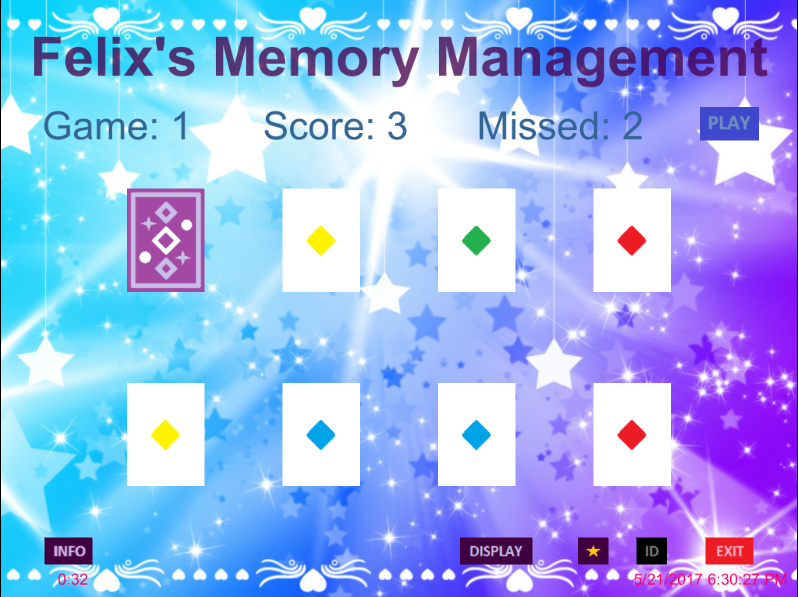 Felix's Memory Management
Game: 1 Score: 3 Missed: 2 PLAY
INFO DISPLAY ID EXIT
0:32 5/21/2017 6:30:27 PM